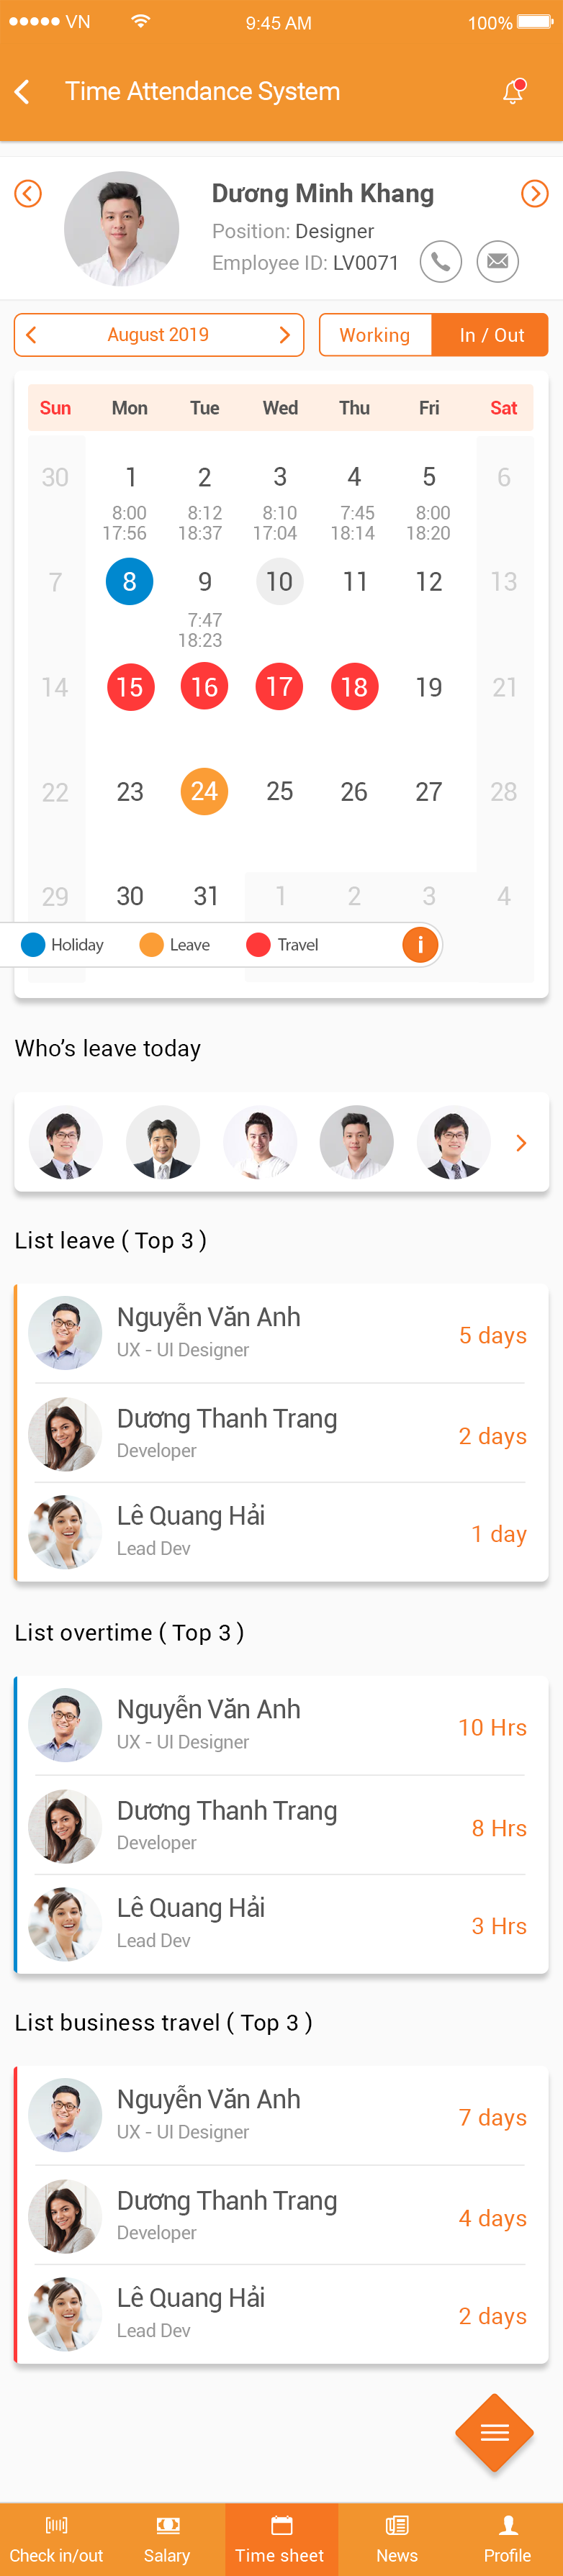 VN 9:45 AM 100%
Time Attendance System
Dương Minh Khang
Position: Designer
Employee ID: LV0071
August 2019 Working In / Out
Sun Mon Tue Wed Thu Fri Sat
30 1 2 3 4 5 6
8:00 8:12 8:10 7:45 8:00
17:56 18:37 17:04 18:14 18:20
7 8 9 10 11 12 13
7:47
18:23
14 15 16 17 18 19 21
22 23 24 25 26 27 28
29 30 31 1 2 3 4
Holiday Leave Travel i
Who's leave today
List leave ( Top 3 )
Nguyễn Văn Anh
UX - UI Designer
5 days
Dương Thanh Trang
Developer
2 days
Lê Quang Hải
Lead Dev
1 day
List overtime ( Top 3 )
Nguyễn Văn Anh
UX - UI Designer
10 Hrs
Dương Thanh Trang
Developer
8 Hrs
Lê Quang Hải
Lead Dev
3 Hrs
List business travel ( Top 3 )
Nguyễn Văn Anh
UX - UI Designer
7 days
Dương Thanh Trang
Developer
4 days
Lê Quang Hải
Lead Dev
2 days
Check in/out Salary Time sheet News Profile